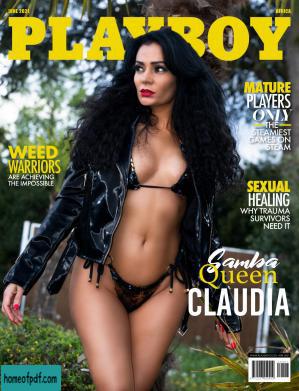 JUNE 2024
AFRICA
PLAYBOY
MATURE
PLAYERS
ONLY
THE
STEAMIEST
GAMES ON
STEAM
WEED
WARRIORS
ARE ACHIEVING
THE IMPOSSIBLE
SEXUAL
HEALING
WHY TRAUMA
SURVIVORS
NEED IT
Samba
Queen
CLAUDIA
homeofpdf.com